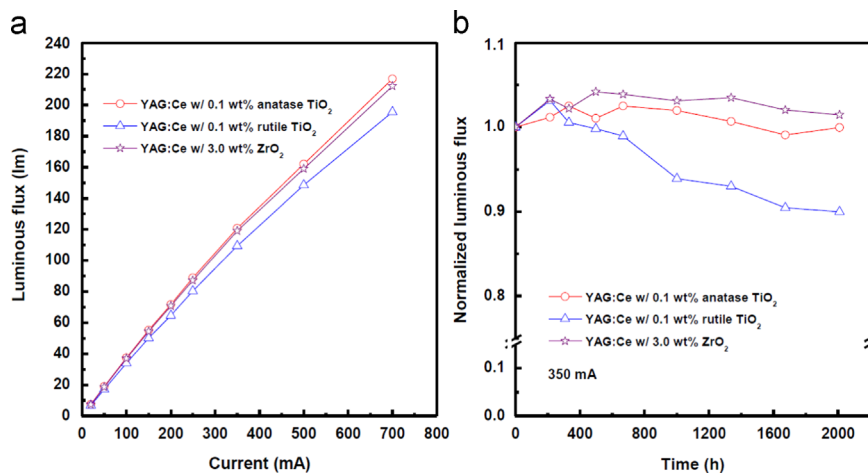 a
240
220
200
180
160
140
120
100
80
60
40
20
0
Luminous flux (lm)
YAG:Ce w/ 0.1 wt% anatase TiO₂
YAG:Ce w/ 0.1 wt% rutile TiO₂
YAG:Ce w/ 3.0 wt% ZrO₂
0 100 200 300 400 500 600 700 800
Current (mA)
b
1.1
1.0
0.9
0.8
0.1
0.0
Normalized luminous flux
YAG:Ce w/ 0.1 wt% anatase TiO₂
YAG:Ce w/ 0.1 wt% rutile TiO₂
YAG:Ce w/ 3.0 wt% ZrO₂
350 mA
0 400 800 1200 1600 2000
Time (h)